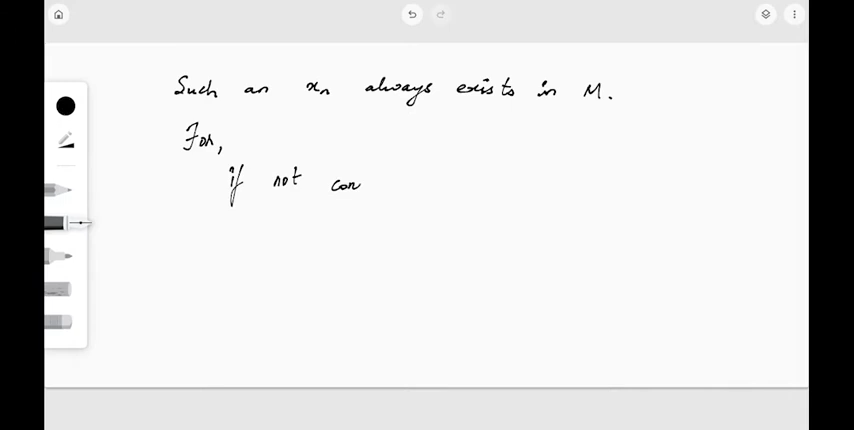 Such an xn always exists in M.
For,
if not con